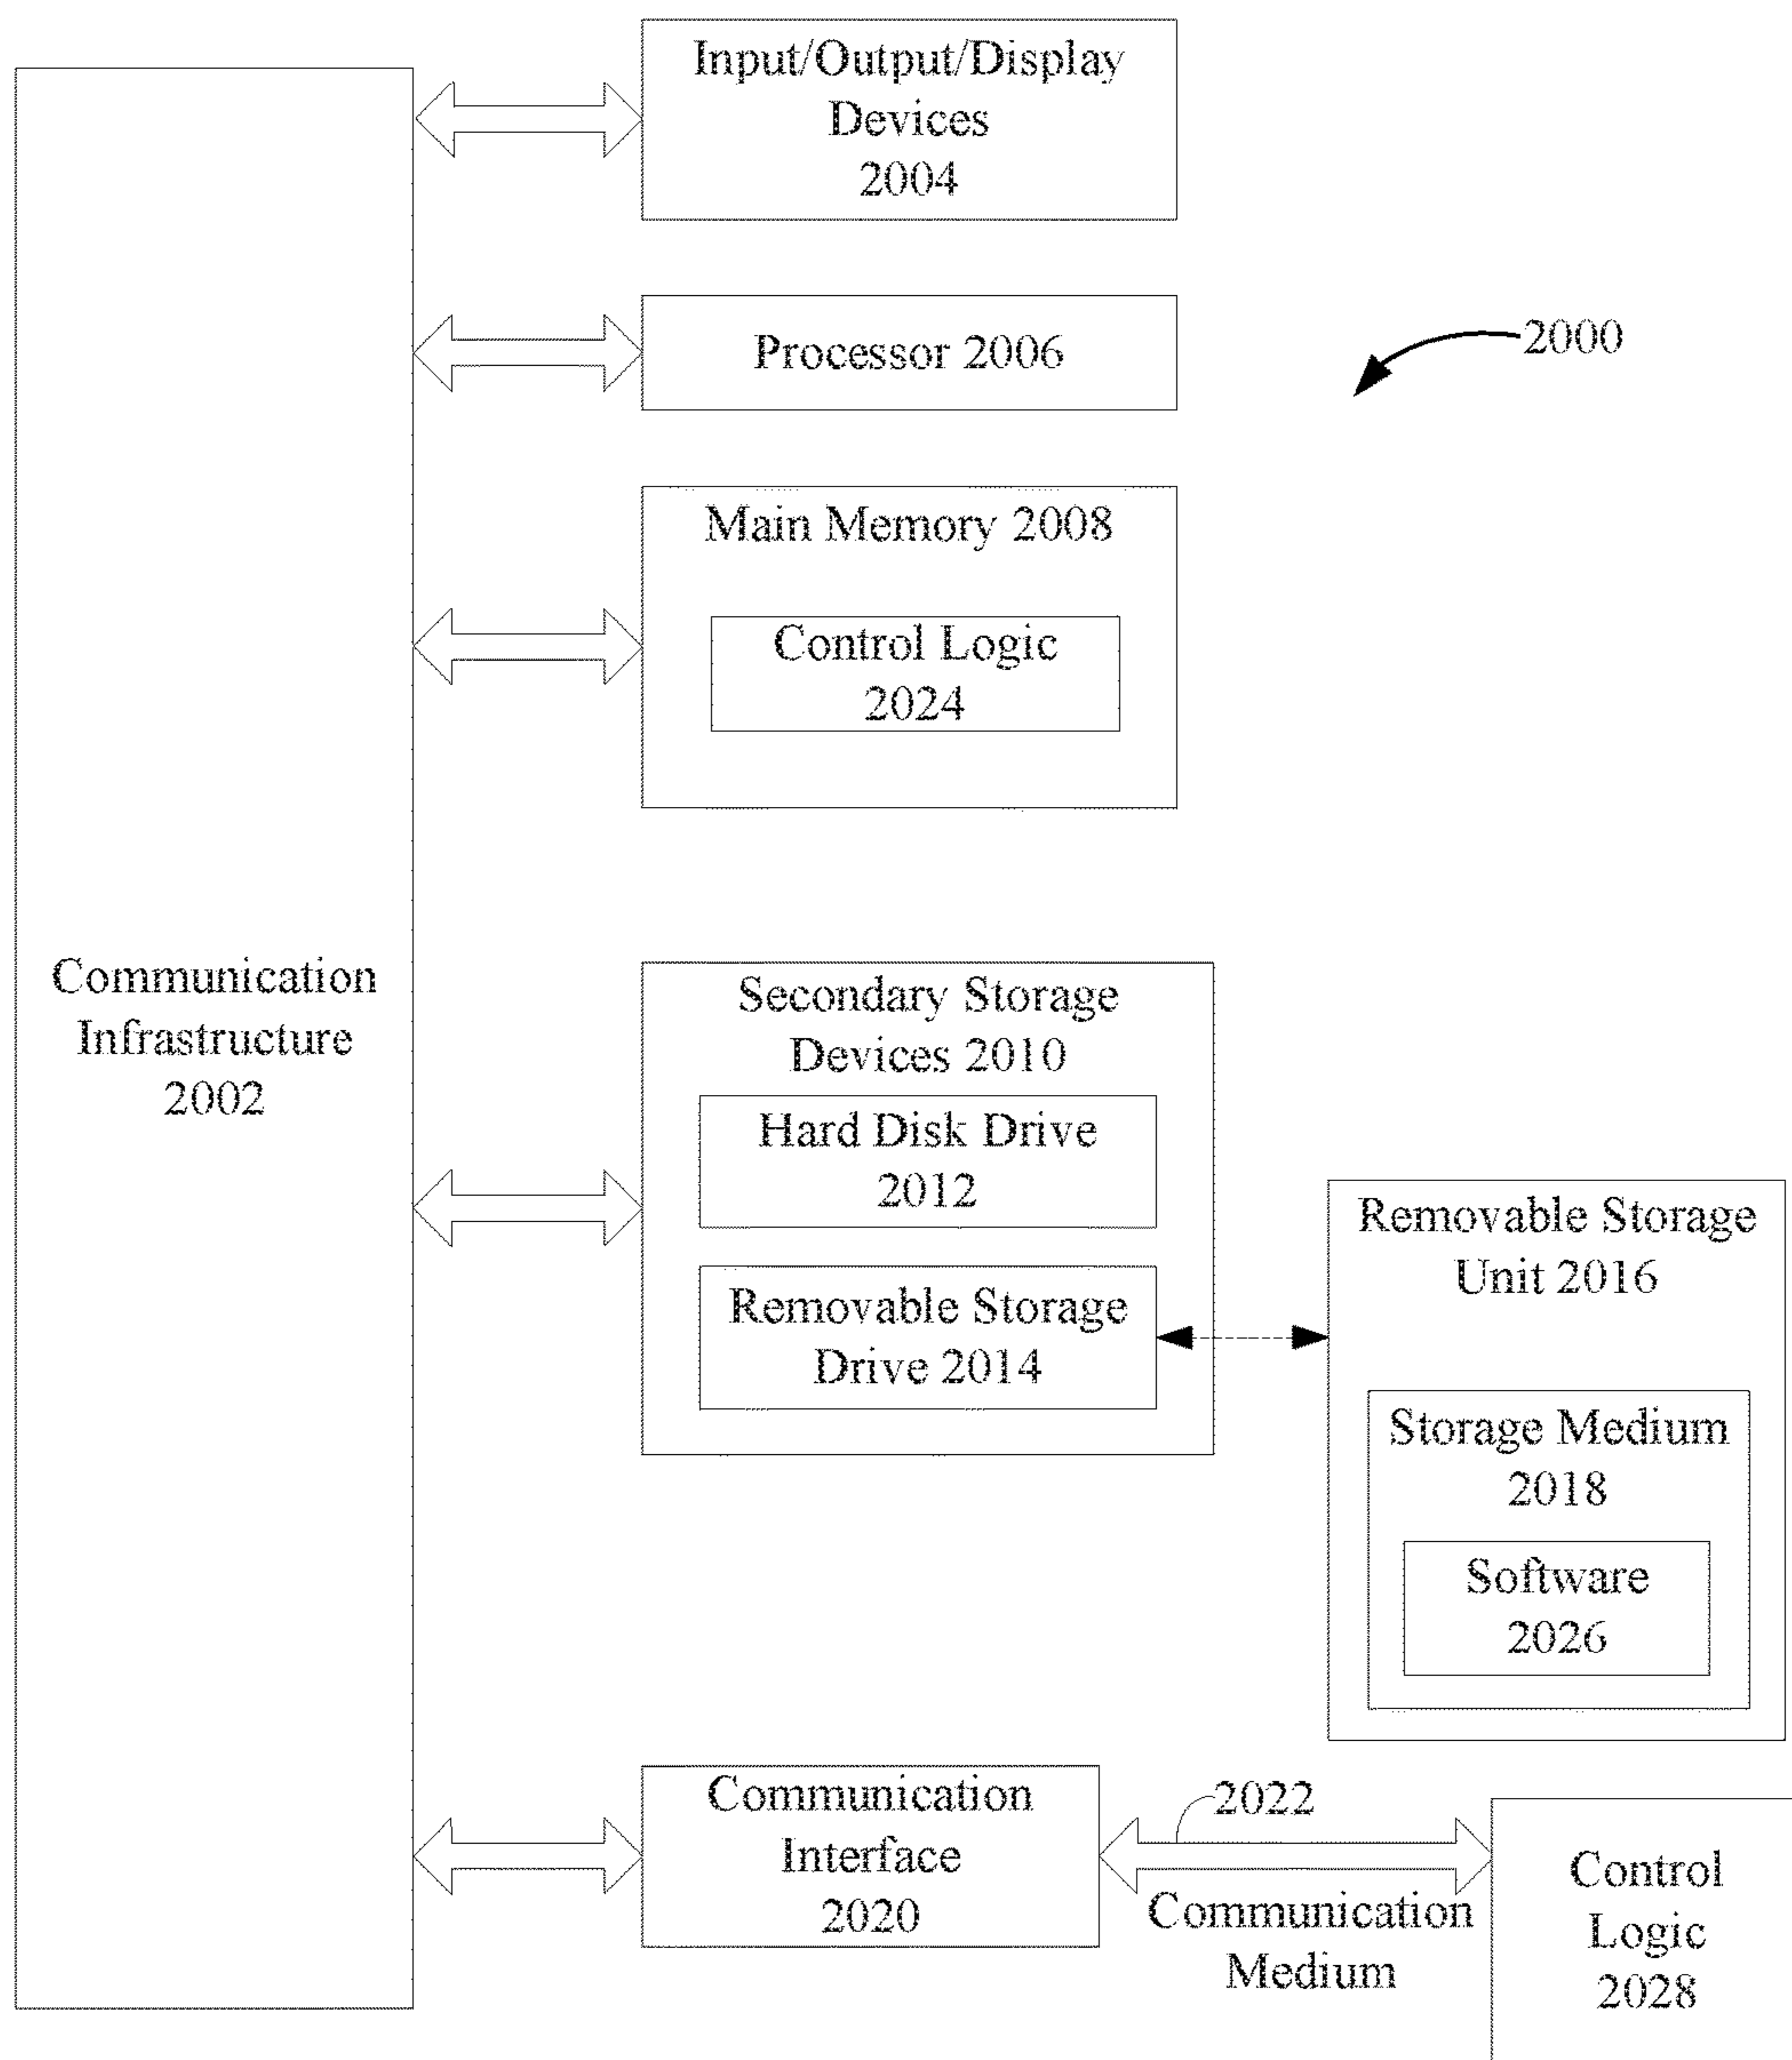 Input/Output/Display
Devices
2004
Processor 2006
2000
Main Memory 2008
Control Logic
2024
Communication
Infrastructure
2002
Secondary Storage
Devices 2010
Hard Disk Drive
2012
Removable Storage
Drive 2014
Removable Storage
Unit 2016
Storage Medium
2018
Software
2026
Communication
Interface
2020
2022
Communication
Medium
Control
Logic
2028